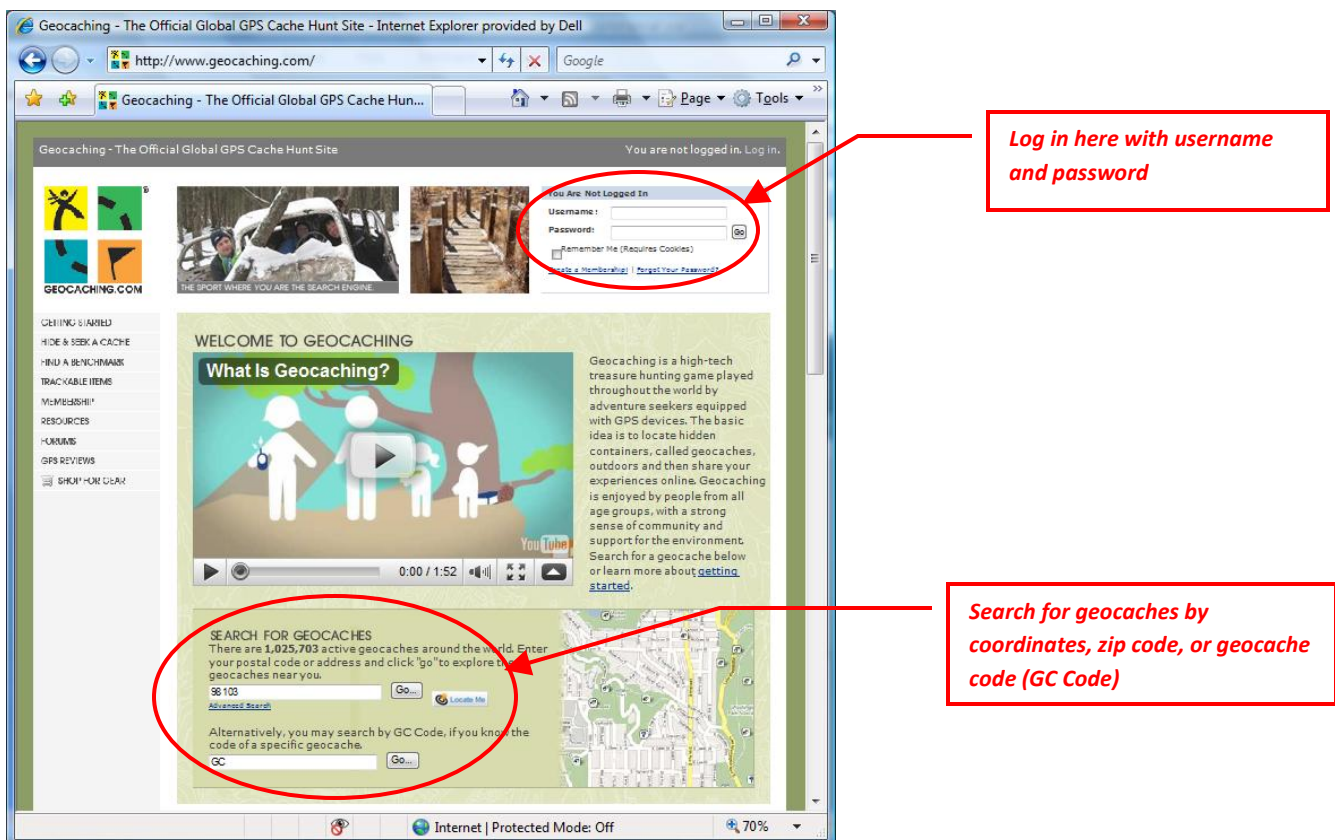 Geocaching - The Official Global GPS Cache Hunt Site - Internet Explorer provided by Dell
http://www.geocaching.com/
Google
Geocaching - The Official Global GPS Cache Hun...
Page
Tools
Geocaching - The Official Global GPS Cache Hunt Site
You are not logged in. Log in.
Log in here with username
and password
GEOCACHING.COM
THE SPORT WHERE YOU ARE THE SEARCH ENGINE.
You Are Not Logged In
Username:
Password:
Go
Remember Me (Requires Cookies)
Create a Membership! | Forgot Your Password?
GETTING STARTED
HIDE & SEEK A CACHE
FIND A BENCHMARK
TRACKABLE ITEMS
MEMBERSHIP
RESOURCES
FORUMS
GPS REVIEWS
SHOP FOR GEAR
WELCOME TO GEOCACHING
What Is Geocaching?
YouTube
0:00 / 1:52
Geocaching is a high-tech
treasure hunting game played
throughout the world by
adventure seekers equipped
with GPS devices. The basic
idea is to locate hidden
containers, called geocaches,
outdoors and then share your
experiences online. Geocaching
is enjoyed by people from all
age groups, with a strong
sense of community and
support for the environment.
Search for a geocache below
or learn more about getting
started.
Search for geocaches by
coordinates, zip code, or geocache
code (GC Code)
SEARCH FOR GEOCACHES
There are 1,025,703 active geocaches around the world. Enter
your postal code or address and click "go" to explore the
geocaches near you.
98103
Go...
Locate Me
Advanced Search
Alternatively, you may search by GC Code, if you know the
code of a specific geocache.
GC
Go...
Internet | Protected Mode: Off
70%